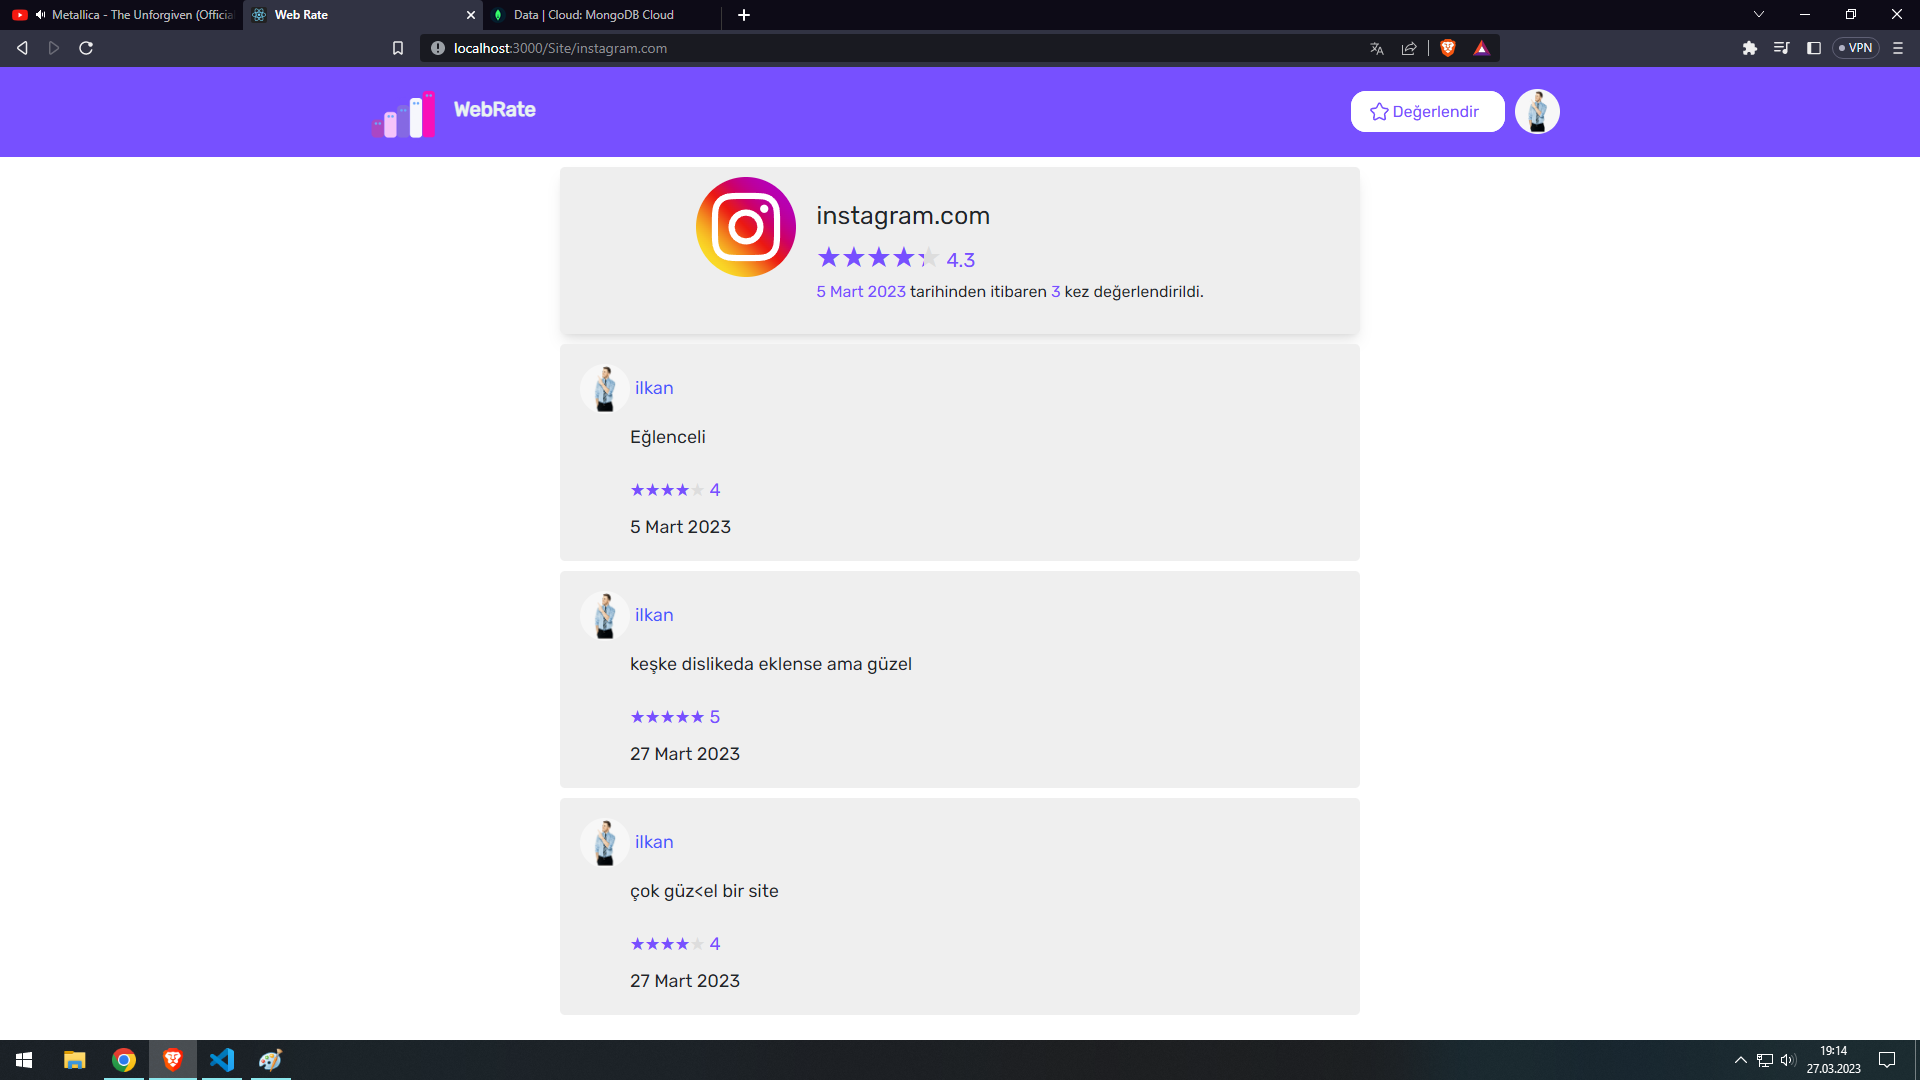 Metallica - The Unforgiven (Officia
Web Rate
Data | Cloud: MongoDB Cloud
localhost:3000/Site/instagram.com
VPN
WebRate
Değerlendir
instagram.com
4.3
5 Mart 2023 tarihinden itibaren 3 kez değerlendirildi.
ilkan
Eğlenceli
4
5 Mart 2023
ilkan
keşke dislikeda eklense ama güzel
5
27 Mart 2023
ilkan
çok güz<el bir site
4
27 Mart 2023
19:14
27.03.2023